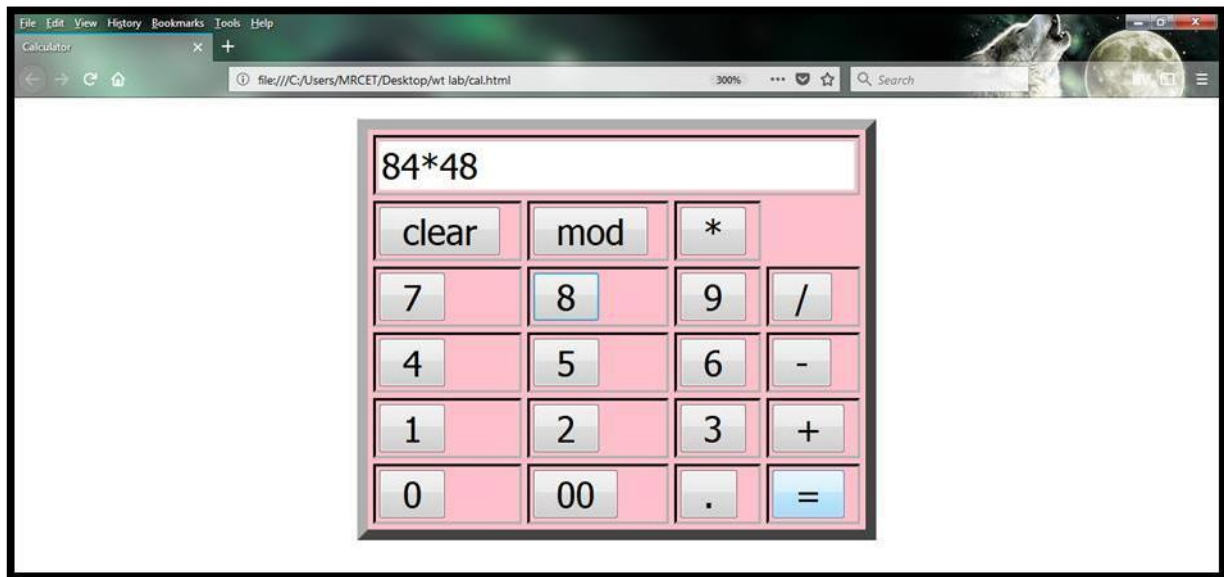 File Edit View History Bookmarks Tools Help
Calculator
file:///C:/Users/MRCET/Desktop/wt lab/cal.html 300% Search
84*48
clear mod *
7 8 9 /
4 5 6 -
1 2 3 +
0 00 . =